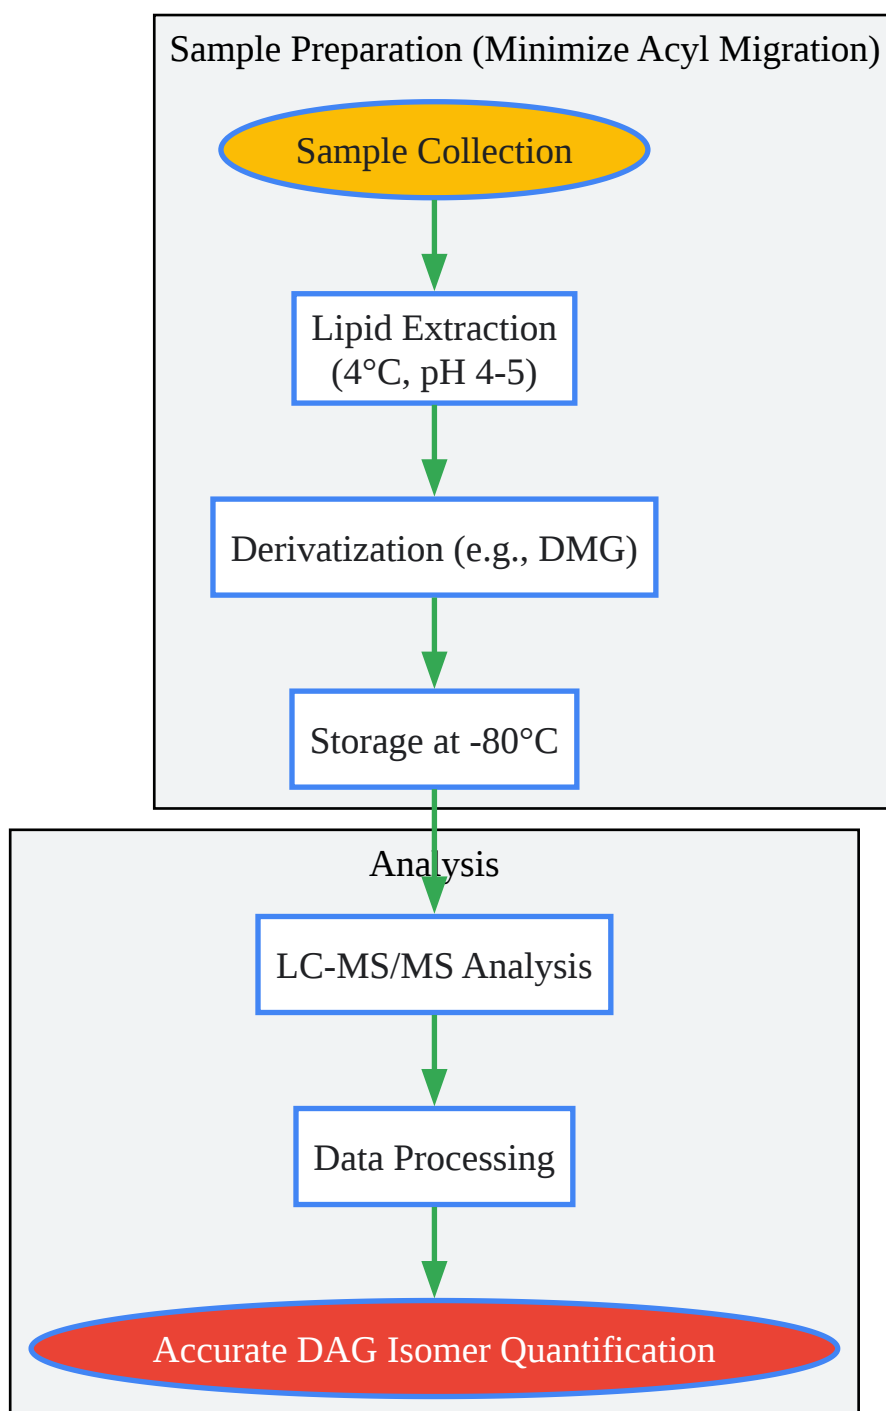 Sample Preparation (Minimize Acyl Migration)
Sample Collection
Lipid Extraction
(4°C, pH 4-5)
Derivatization (e.g., DMG)
Storage at -80°C
Analysis
LC-MS/MS Analysis
Data Processing
Accurate DAG Isomer Quantification